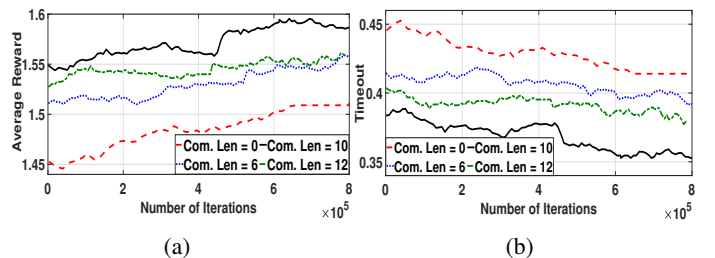 1.6
1.55
1.5
1.45
Average Reward
Com. Len = 0
Com. Len = 10
Com. Len = 6
Com. Len = 12
0
2
4
6
8
Number of Iterations
×10^5
(a)
0.45
0.4
0.35
Timeout
Com. Len = 0
Com. Len = 10
Com. Len = 6
Com. Len = 12
0
2
4
6
8
Number of Iterations
×10^5
(b)